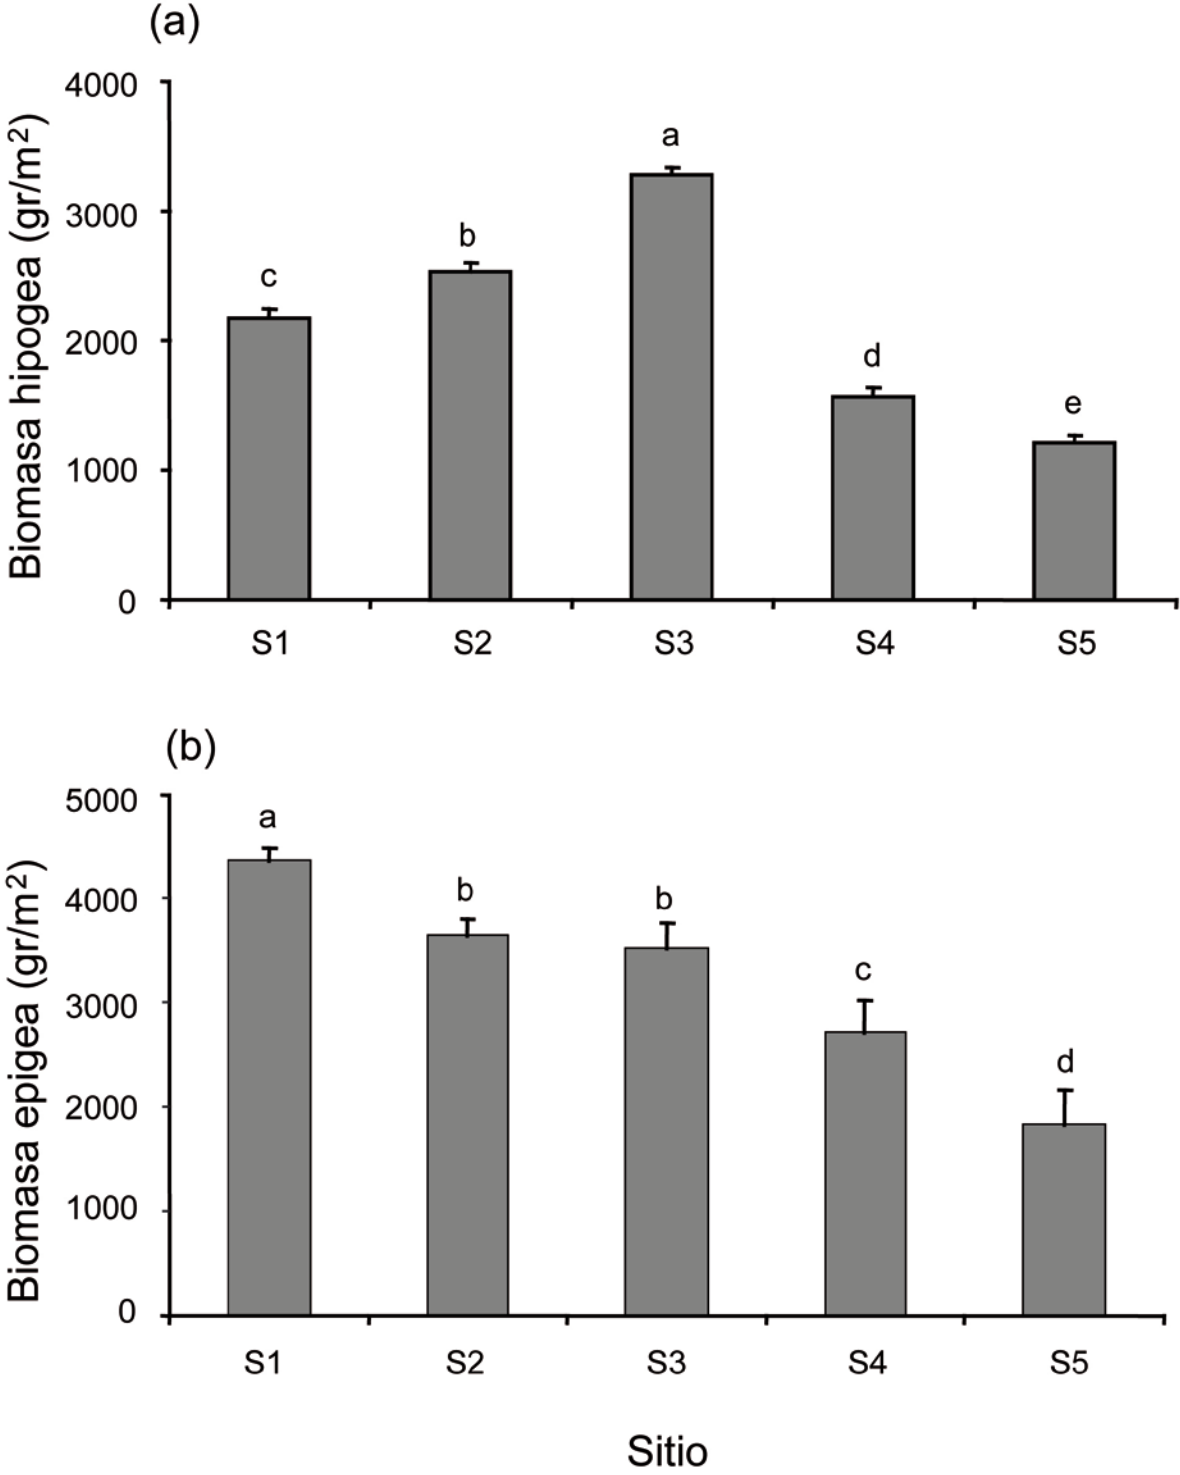 (a)
Biomasa hipogea (gr/m²)
4000
3000
2000
1000
0
c
b
a
d
e
S1 S2 S3 S4 S5
(b)
Biomasa epigea (gr/m²)
5000
4000
3000
2000
1000
0
a
b
b
c
d
S1 S2 S3 S4 S5
Sitio